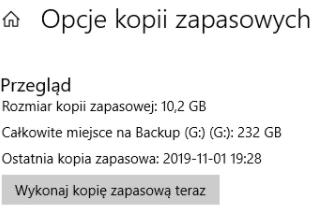 Opcje kopii zapasowych
Przegląd
Rozmiar kopii zapasowej: 10,2 GB
Całkowite miejsce na Backup (G:) (G:): 232 GB
Ostatnia kopia zapasowa: 2019-11-01 19:28
Wykonaj kopię zapasową teraz